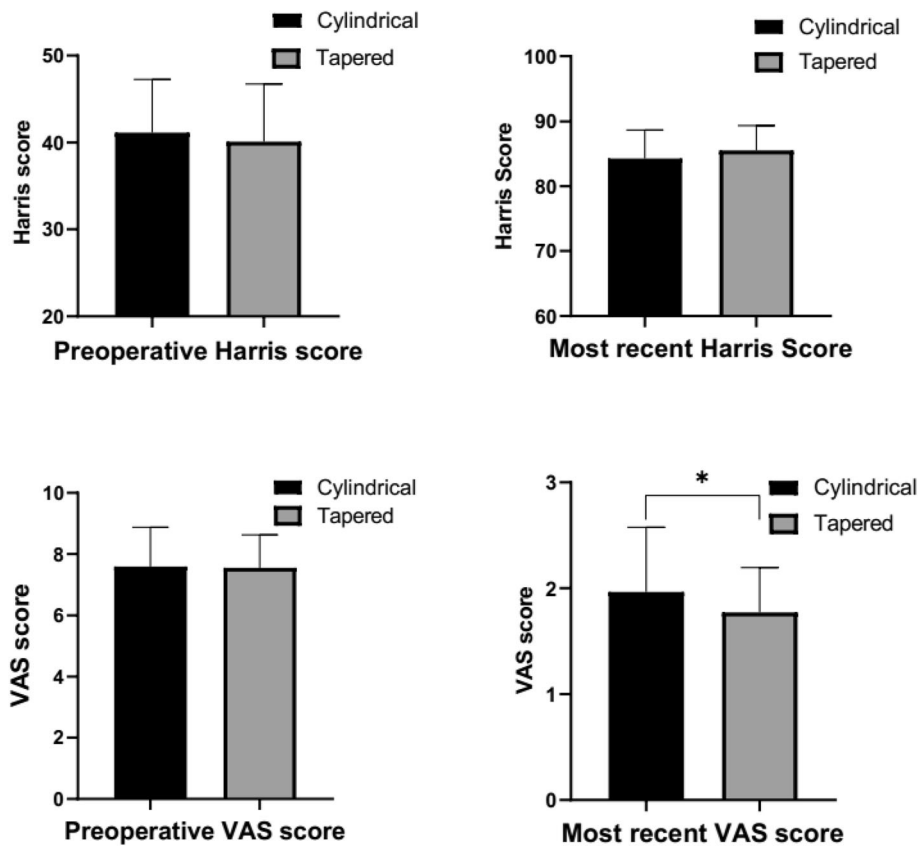 Cylindrical
Tapered
50
40
30
20
Harris score
Preoperative Harris score
Cylindrical
Tapered
100
90
80
70
60
Harris Score
Most recent Harris Score
Cylindrical
Tapered
10
8
6
4
2
0
VAS score
Preoperative VAS score
Cylindrical
Tapered
*
3
2
1
0
VAS score
Most recent VAS score